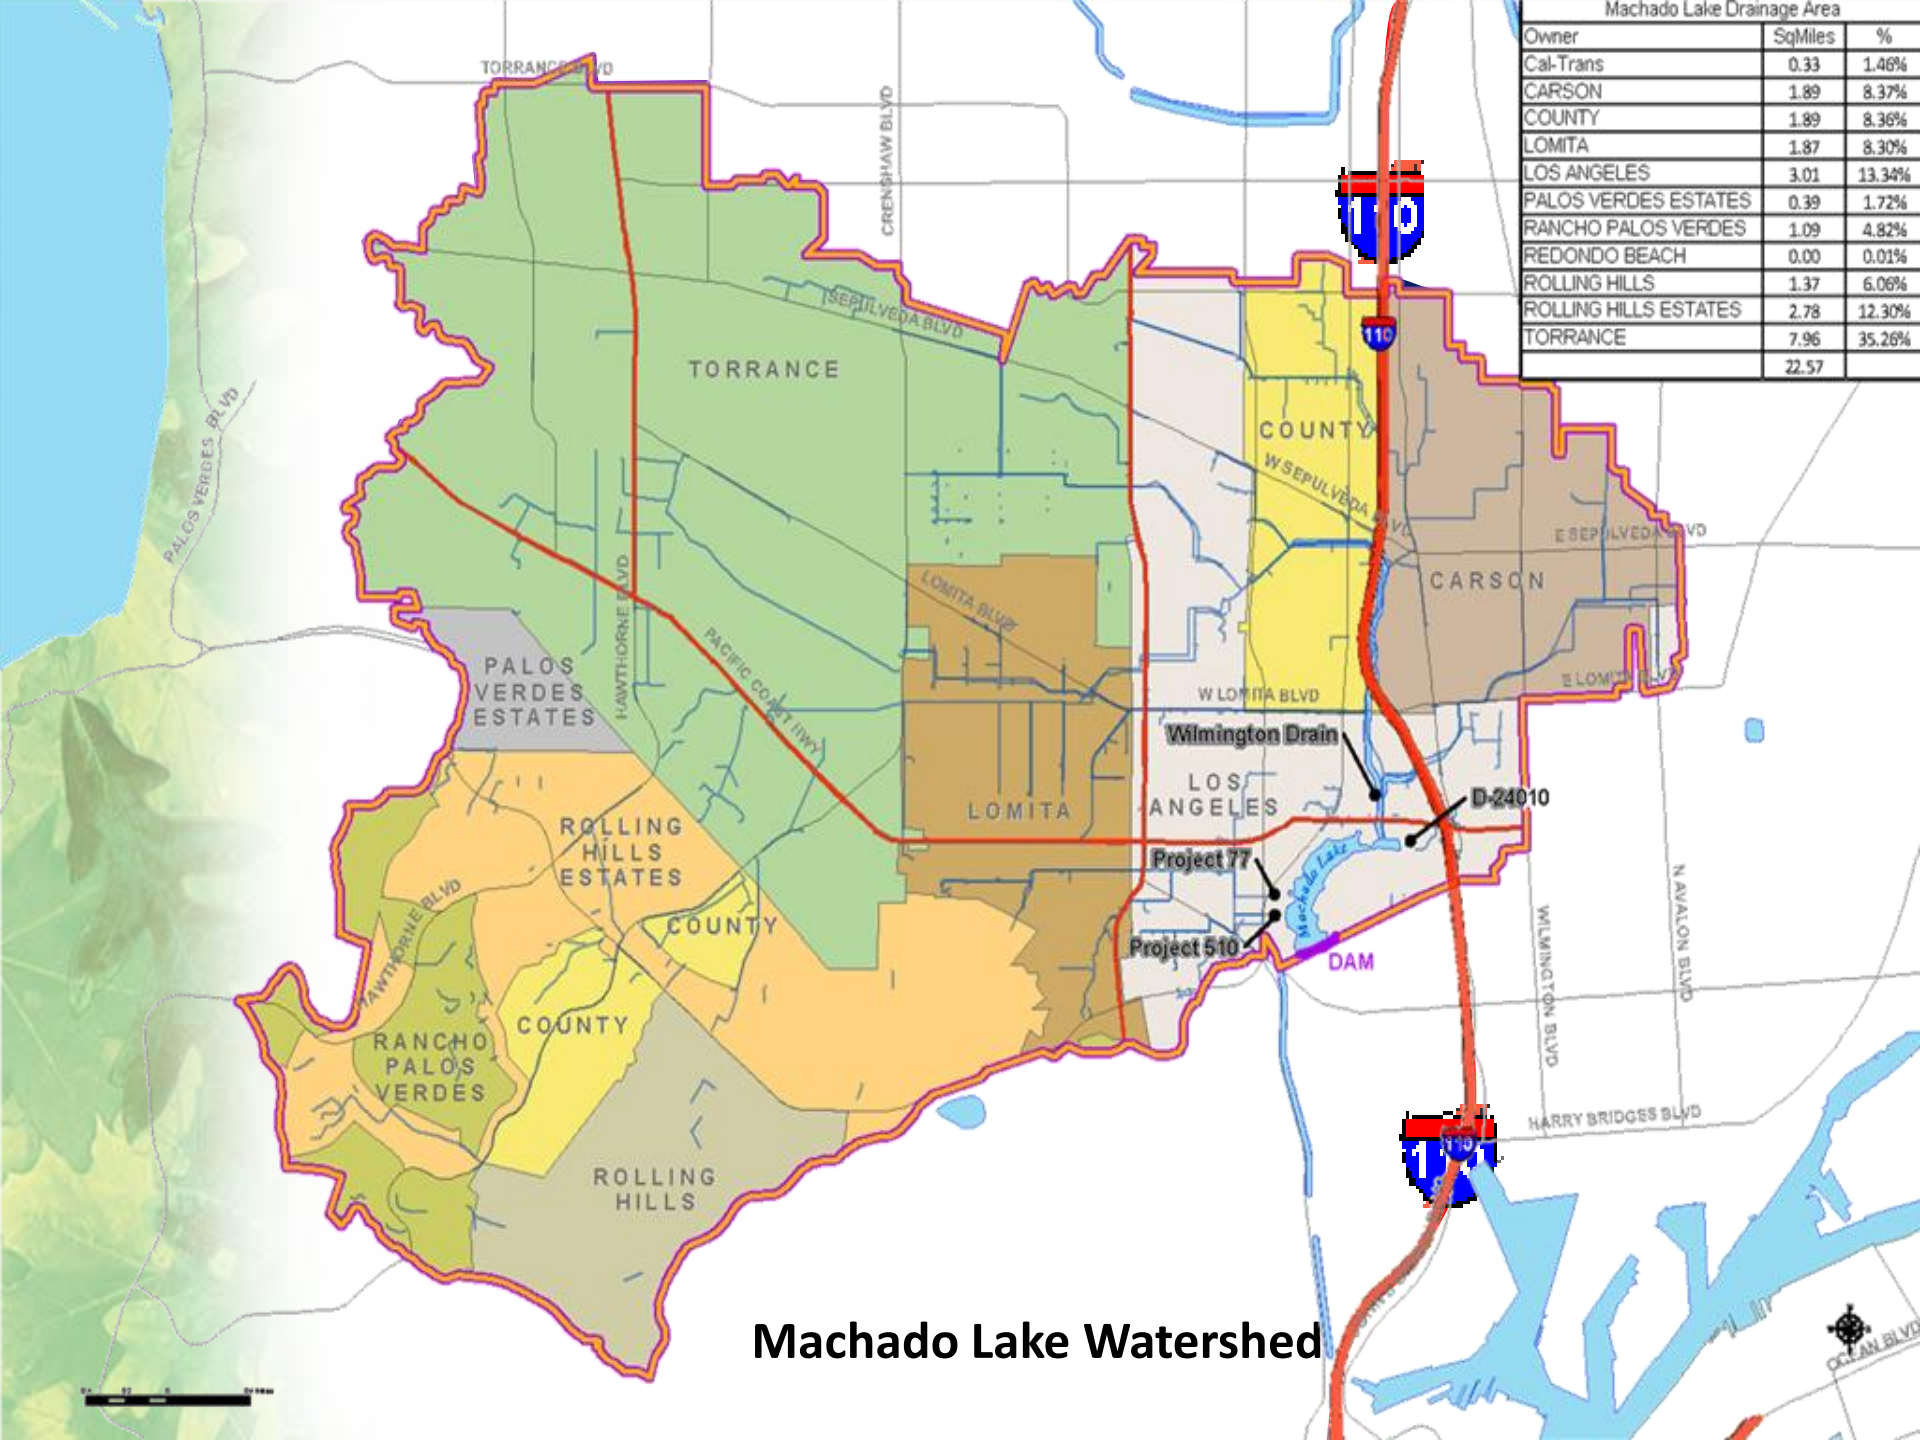 Machado Lake Drainage Area
Owner SqMiles %
Cal-Trans 0.33 1.46%
CARSON 1.89 8.37%
COUNTY 1.89 8.36%
LOMITA 1.87 8.30%
LOS ANGELES 3.01 13.34%
PALOS VERDES ESTATES 0.39 1.72%
RANCHO PALOS VERDES 1.09 4.82%
REDONDO BEACH 0.00 0.01%
ROLLING HILLS 1.37 6.06%
ROLLING HILLS ESTATES 2.78 12.30%
TORRANCE 7.96 35.26%
22.57
TORRANCE BLVD
CRENSHAW BLVD
110
110
SEPULVEDA BLVD
TORRANCE
COUNTY
W SEPULVEDA BLVD
PALOS VERDES BLVD
E SEPULVEDA BLVD
CARSON
LOMITA BLVD
HAWTHORNE BLVD
PACIFIC COAST HWY
PALOS
VERDES
ESTATES
W LOMITA BLVD
E LOMITA BLVD
Wilmington Drain
LOS
ANGELES
D-24010
LOMITA
ROLLING
HILLS
ESTATES
Project 77
Machado Lake
HAWTHORNE BLVD
COUNTY
Project 510
DAM
WILMINGTON BLVD
N AVALON BLVD
COUNTY
RANCHO
PALOS
VERDES
HARRY BRIDGES BLVD
110
110
ROLLING
HILLS
Machado Lake Watershed
OCEAN BLVD